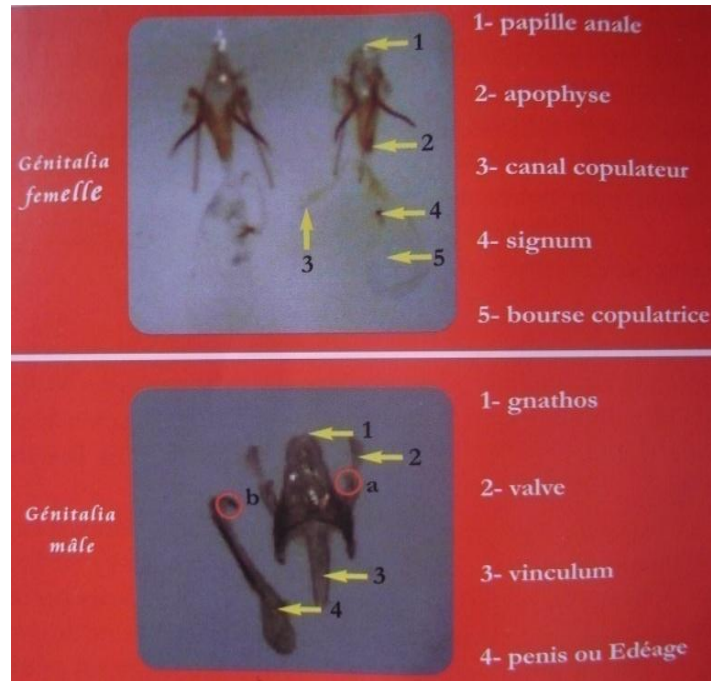 Génitalia
femelle
1
2
3
4
5
1- papille anale
2- apophyse
3- canal copulateur
4- signum
5- bourse copulatrice
Génitalia
mâle
1
2
a
b
3
4
1- gnathos
2- valve
3- vinculum
4- penis ou Edéage